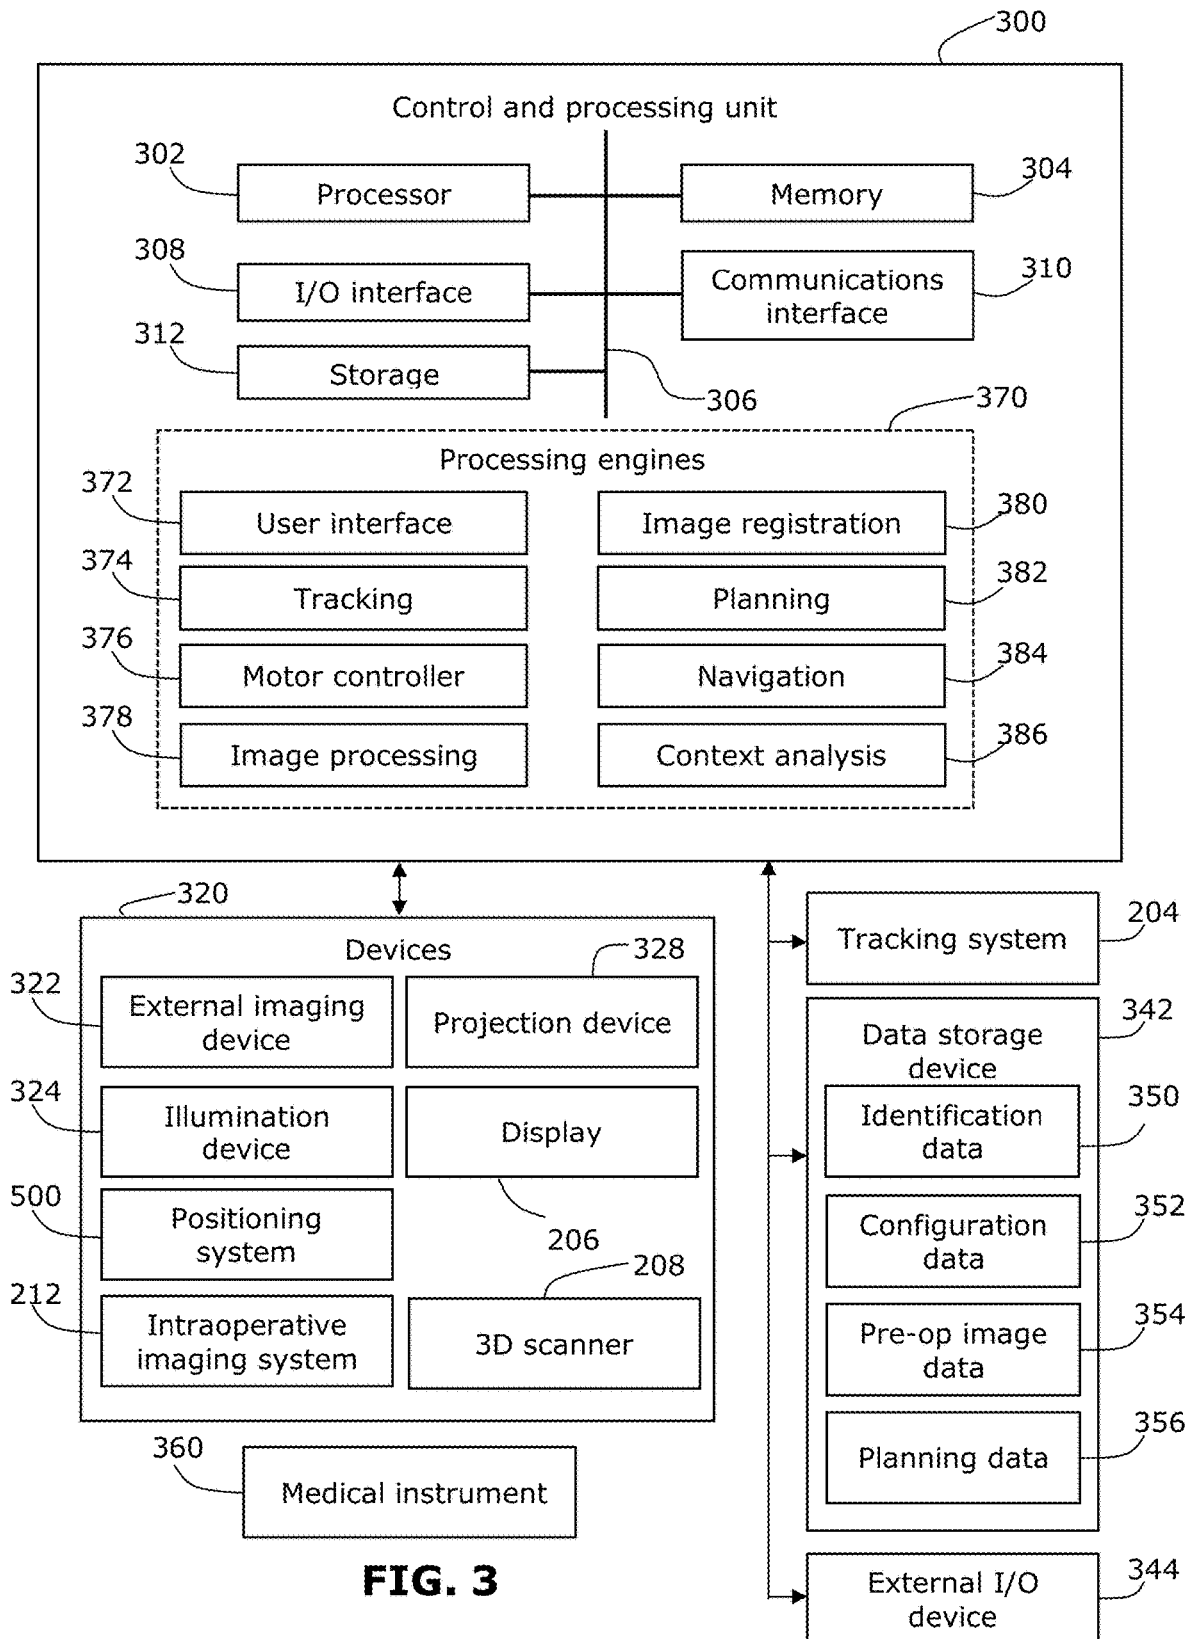 300
Control and processing unit
302
Processor
Memory
304
308
I/O interface
Communications
interface
310
312
Storage
306
370
Processing engines
372
User interface
Image registration
380
374
Tracking
Planning
382
376
Motor controller
Navigation
384
378
Image processing
Context analysis
386
320
Devices
328
322
External imaging
device
Projection device
324
Illumination
device
Display
500
Positioning
system
206
208
212
Intraoperative
imaging system
3D scanner
360
Medical instrument
Tracking system
204
342
Data storage
device
350
Identification
data
352
Configuration
data
354
Pre-op image
data
356
Planning data
External I/O
device
344
FIG. 3